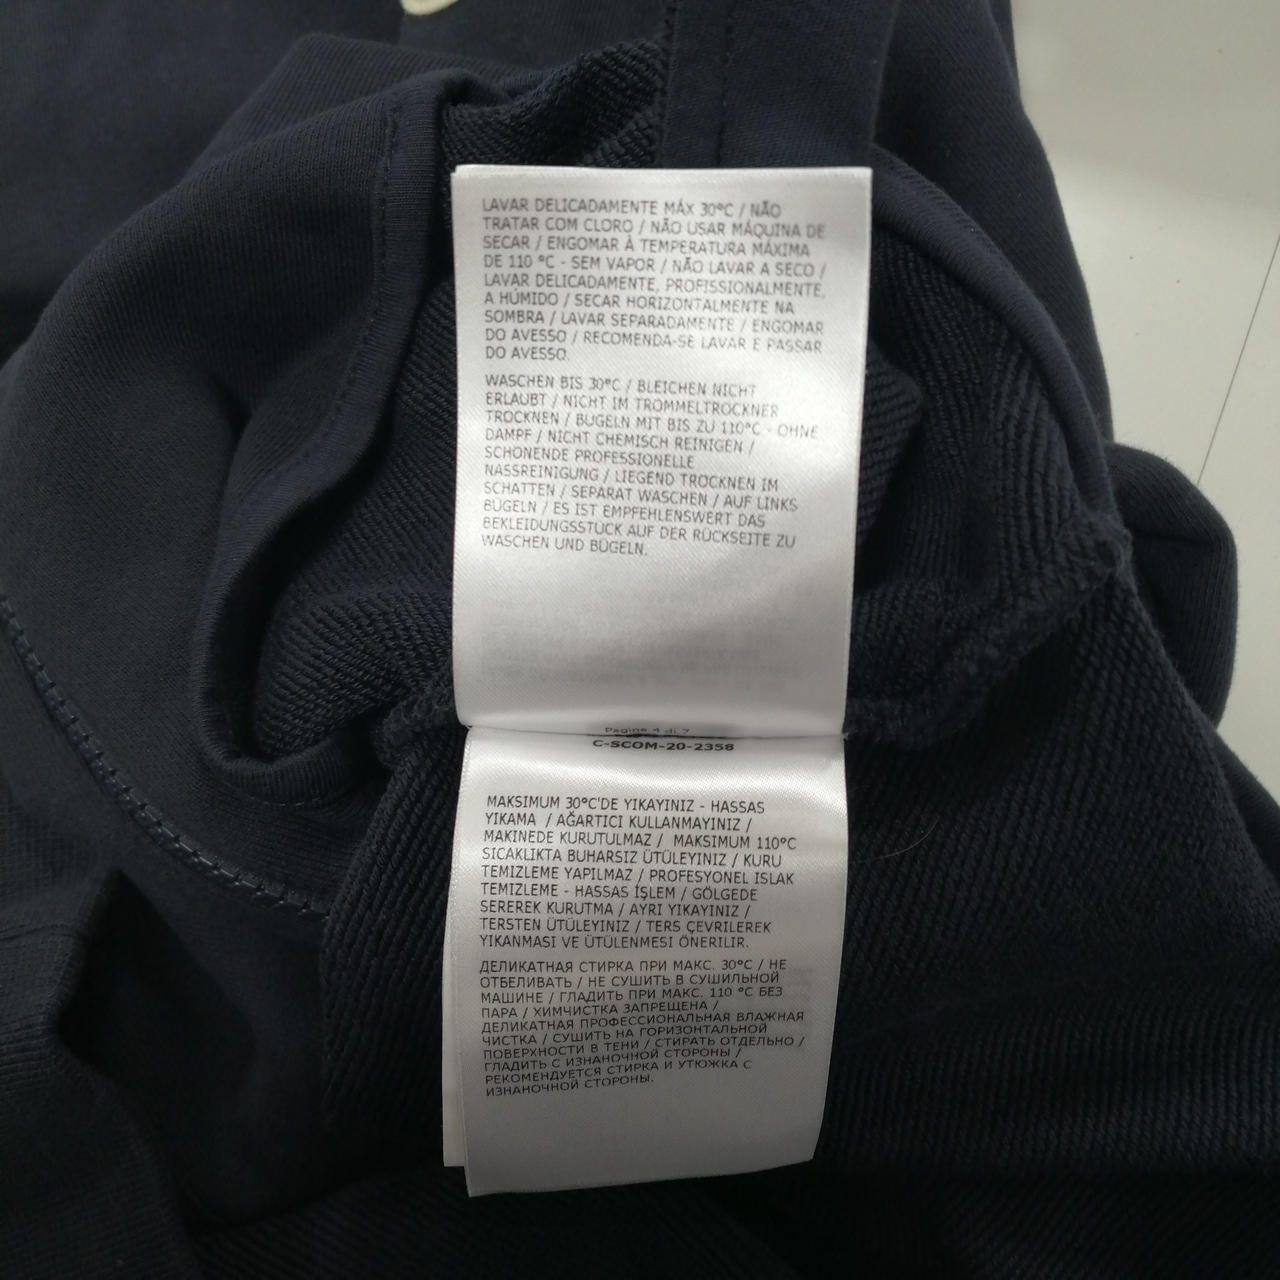 LAVAR DELICADAMENTE MÁX 30°C / NÃO
TRATAR COM CLORO / NÃO USAR MÁQUINA DE
SECAR / ENGOMAR À TEMPERATURA MÁXIMA
DE 110 °C - SEM VAPOR / NÃO LAVAR A SECO /
LAVAR DELICADAMENTE, PROFISSIONALMENTE,
A HÚMIDO / SECAR HORIZONTALMENTE NA
SOMBRA / LAVAR SEPARADAMENTE / ENGOMAR
DO AVESSO / RECOMENDA-SE LAVAR E PASSAR
DO AVESSO.
WASCHEN BIS 30°C / BLEICHEN NICHT
ERLAUBT / NICHT IM TROMMELTROCKNER
TROCKNEN / BÜGELN MIT BIS ZU 110°C - OHNE
DAMPF / NICHT CHEMISCH REINIGEN /
SCHONENDE PROFESSIONELLE
NASSREINIGUNG / LIEGEND TROCKNEN IM
SCHATTEN / SEPARAT WASCHEN / AUF LINKS
BÜGELN / ES IST EMPFEHLENSWERT DAS
BEKLEIDUNGSSTÜCK AUF DER RÜCKSEITE ZU
WASCHEN UND BÜGELN.
Pagina 4 di 7
C-SCOM-20-2358
MAKSIMUM 30°C'DE YIKAYINIZ - HASSAS
YIKAMA / AĞARTICI KULLANMAYINIZ /
MAKINEDE KURUTULMAZ / MAKSIMUM 110°C
SICAKLIKTA BUHARSIZ ÜTÜLEYINIZ / KURU
TEMIZLEME YAPILMAZ / PROFESYONEL ISLAK
TEMIZLEME - HASSAS İŞLEM / GÖLGEDE
SEREREK KURUTMA / AYRI YIKAYINIZ /
TERSTEN ÜTÜLEYINIZ / TERS ÇEVRILEREK
YIKANMASI VE ÜTÜLENMESI ÖNERILIR.
ДЕЛИКАТНАЯ СТИРКА ПРИ МАКС. 30°C / НЕ
ОТБЕЛИВАТЬ / НЕ СУШИТЬ В СУШИЛЬНОЙ
МАШИНЕ / ГЛАДИТЬ ПРИ МАКС. 110 °C БЕЗ
ПАРА / ХИМЧИСТКА ЗАПРЕЩЕНА /
ДЕЛИКАТНАЯ ПРОФЕССИОНАЛЬНАЯ ВЛАЖНАЯ
ЧИСТКА / СУШИТЬ НА ГОРИЗОНТАЛЬНОЙ
ПОВЕРХНОСТИ В ТЕНИ / СТИРАТЬ ОТДЕЛЬНО /
ГЛАДИТЬ С ИЗНАНОЧНОЙ СТОРОНЫ /
РЕКОМЕНДУЕТСЯ СТИРКА И УТЮЖКА С
ИЗНАНОЧНОЙ СТОРОНЫ.